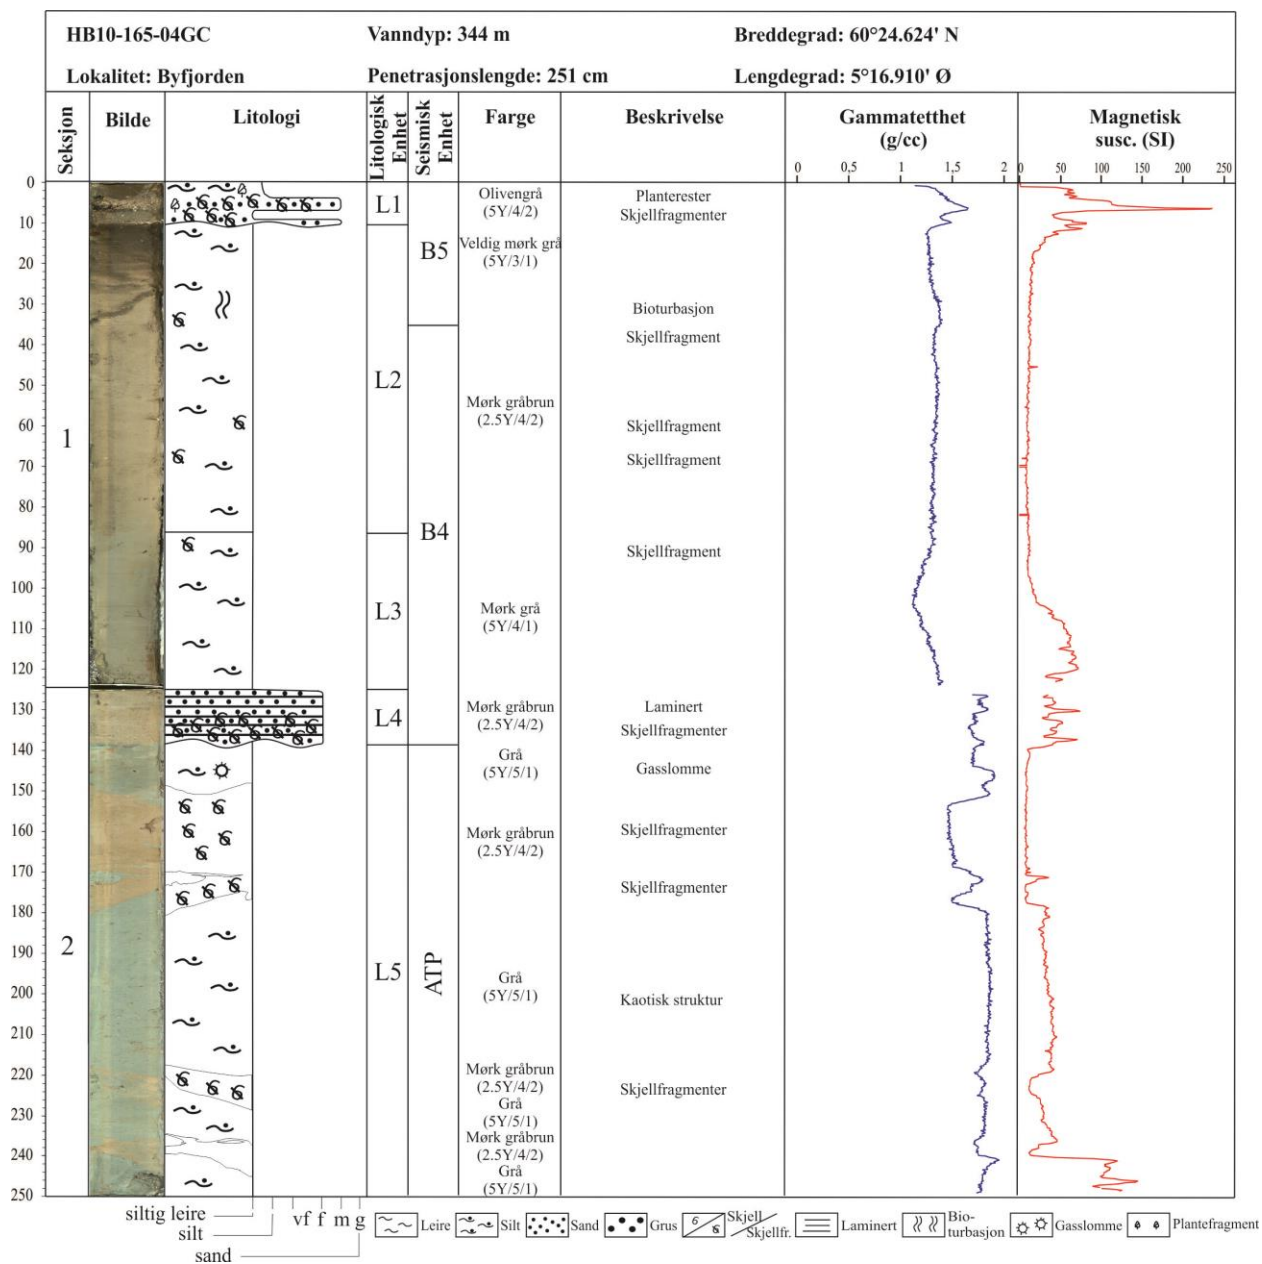 HB10-165-04GC Vanndyp: 344 m Breddegrad: 60°24.624' N
Lokalitet: Byfjorden Penetrasjonslengde: 251 cm Lengdegrad: 5°16.910' Ø
Seksjon
Bilde
Litologi
Litologisk
Enhet
Seismisk
Enhet
Farge
Beskrivelse
Gammatetthet
(g/cc)
Magnetisk
susc. (SI)
0 0,5 1 1.5 2
0 50 100 150 200 250
0
10
20
30
40
50
60
70
80
90
100
110
120
130
140
150
160
170
180
190
200
210
220
230
240
250
1
2
L1
L2
L3
L4
L5
B5
B4
ATP
Olivengrå
(5Y/4/2)
Veldig mørk grå
(5Y/3/1)
Mørk gråbrun
(2.5Y/4/2)
Mørk grå
(5Y/4/1)
Mørk gråbrun
(2.5Y/4/2)
Grå
(5Y/5/1)
Mørk gråbrun
(2.5Y/4/2)
Grå
(5Y/5/1)
Mørk gråbrun
(2.5Y/4/2)
Grå
(5Y/5/1)
Mørk gråbrun
(2.5Y/4/2)
Grå
(5Y/5/1)
Planterester
Skjellfragmenter
Bioturbasjon
Skjellfragment
Skjellfragment
Skjellfragment
Skjellfragment
Laminert
Skjellfragmenter
Gasslomme
Skjellfragmenter
Skjellfragmenter
Kaotisk struktur
Skjellfragmenter
siltig leire
silt
sand
vf f m g
Leire
Silt
Sand
Grus
Skjell
Skjellfr.
Laminert
Bio-
turbasjon
Gasslomme
Plantefragment